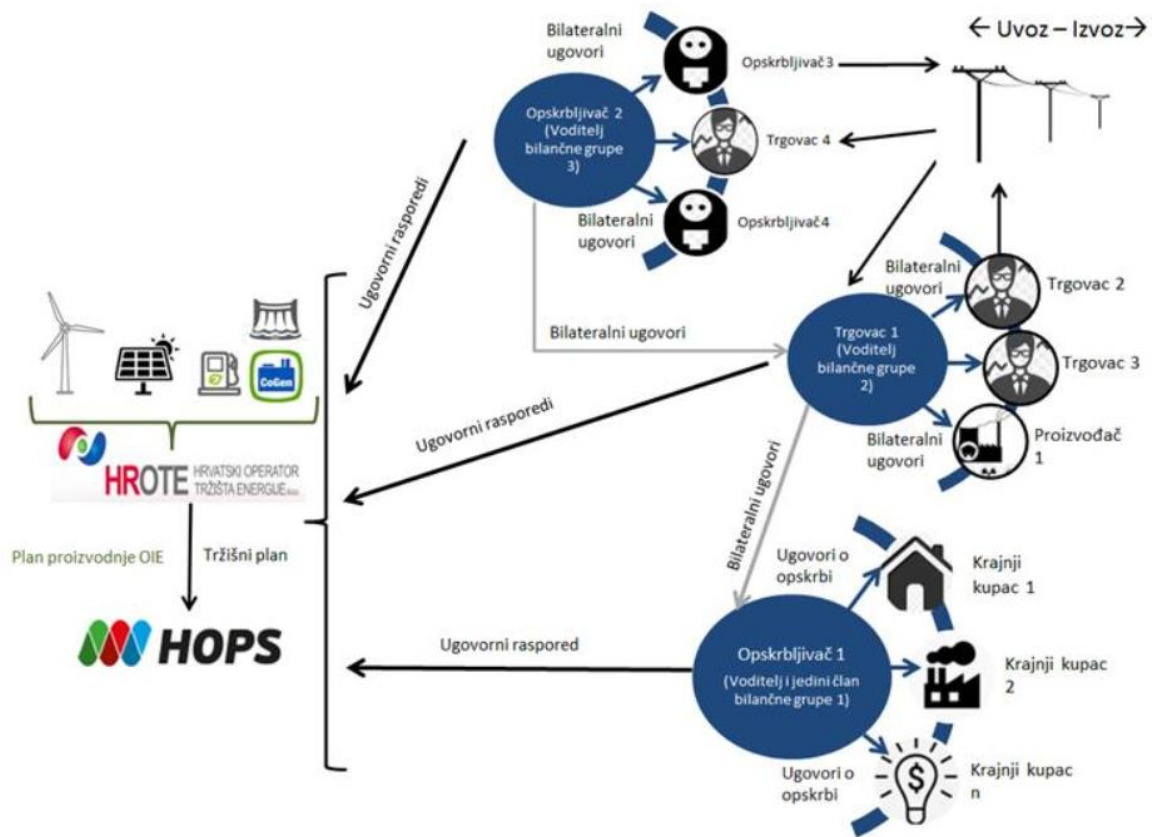 Bilateralni
ugovori
← Uvoz – Izvoz→
Opskrbljivač 3
Opskrbljivač 2
(Voditelj
bilančne grupe
3)
Trgovac 4
Bilateralni
ugovori
Opskrbljivač4
Ugovorni rasporedi
Bilateralni
ugovori
Trgovac 2
Bilateralni ugovori
Trgovac 1
(Voditelj
bilančne grupe
2)
Trgovac 3
CoGen
Ugovorni rasporedi
Bilateralni
ugovori
Proizvođač
1
HROTE
HRVATSKI OPERATOR
TRŽIŠTA ENERGIJE
Bilateralni ugovori
Plan proizvodnje OIE
Tržišni plan
Ugovori o
opskrbi
Krajnji
kupac 1
HOPS
Ugovorni raspored
Opskrbljivač 1
(Voditelj i jedini član
bilančne grupe 1)
Krajnji kupac
2
Ugovori o
opskrbi
$
Krajnji kupac
n